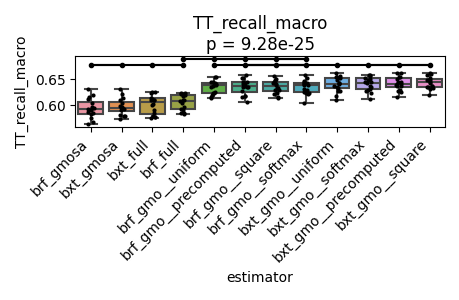 TT_recall_macro
p = 9.28e-25
TT_recall_macro
0.65
0.60
brf_gmosa
bxt_gmosa
bxt_full
brf_full
brf_gmo__uniform
brf_gmo__precomputed
brf_gmo__square
brf_gmo__softmax
bxt_gmo__uniform
bxt_gmo__softmax
bxt_gmo__precomputed
bxt_gmo__square
estimator